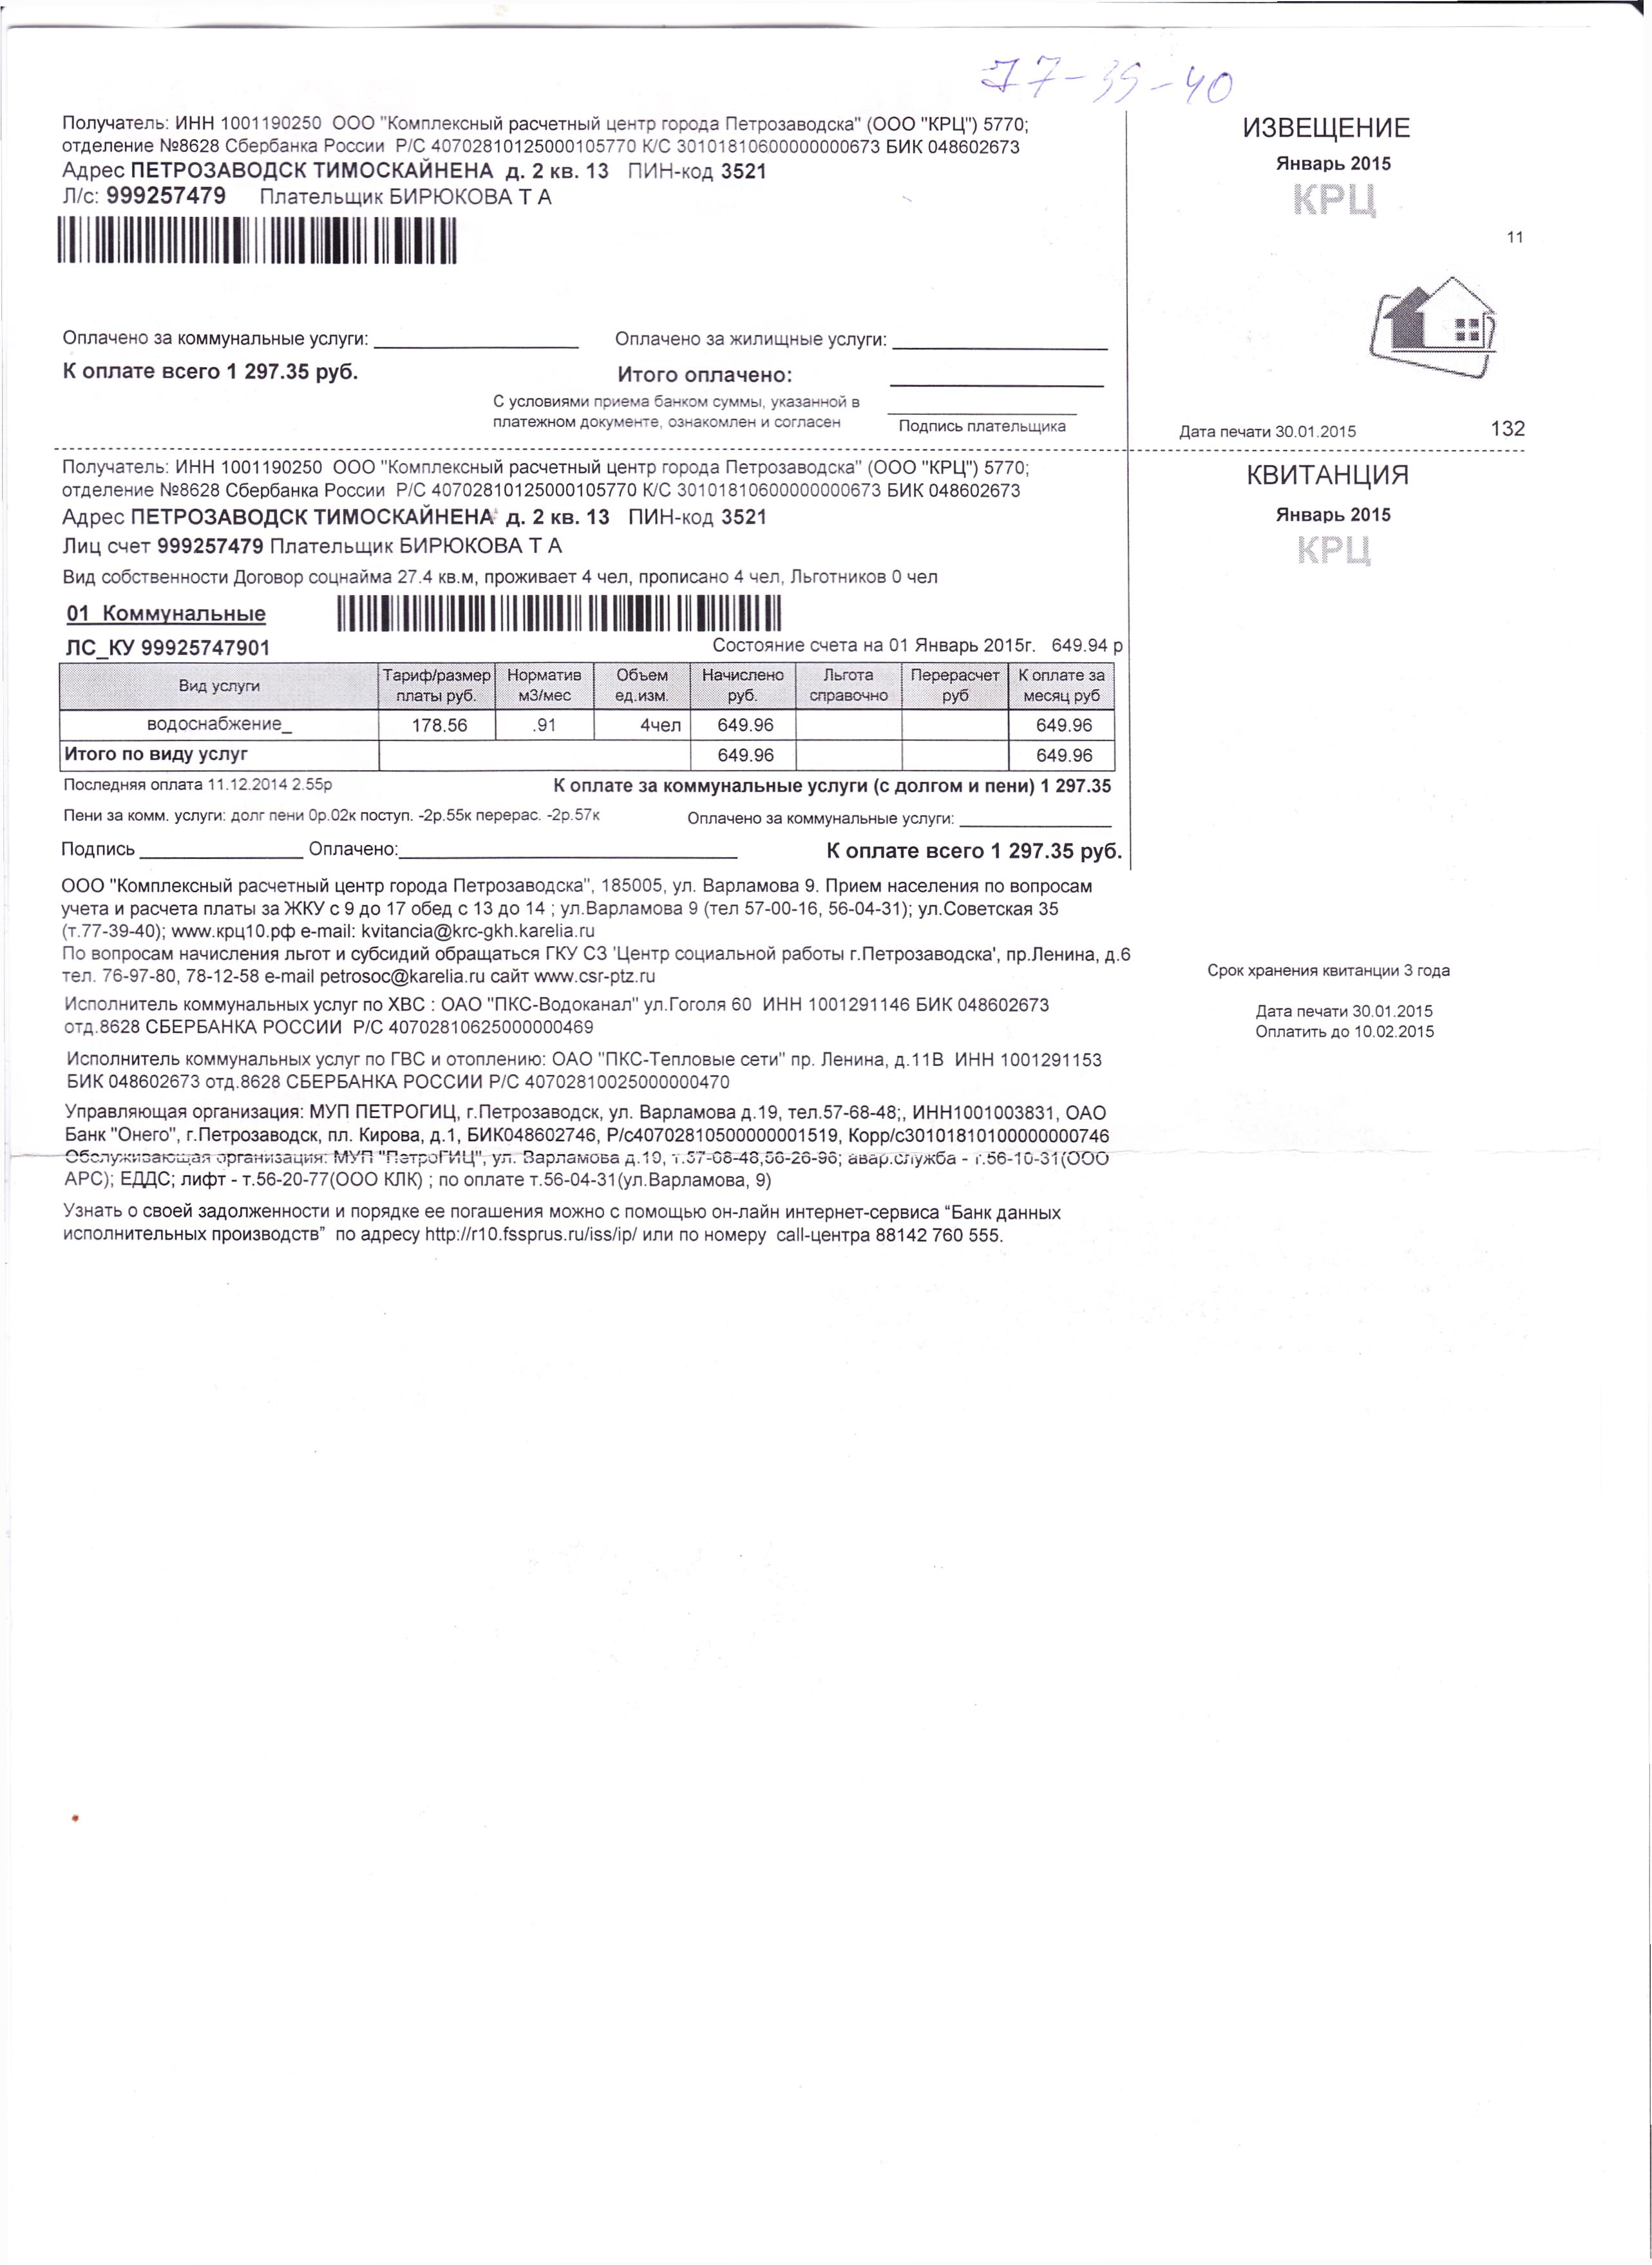 77-39-40
Получатель: ИНН 1001190250 ООО "Комплексный расчетный центр города Петрозаводска" (ООО "КРЦ") 5770;
отделение №8628 Сбербанка России Р/С 40702810125000105770 К/С 30101810600000000673 БИК 048602673
Адрес ПЕТРОЗАВОДСК ТИМОСКАЙНЕНА д. 2 кв. 13 ПИН-код 3521
Л/с: 999257479 Плательщик БИРЮКОВА Т А
ИЗВЕЩЕНИЕ
Январь 2015
КРЦ
11
Оплачено за коммунальные услуги: Оплачено за жилищные услуги:
К оплате всего 1 297.35 руб. Итого оплачено:
С условиями приема банком суммы, указанной в
платежном документе, ознакомлен и согласен Подпись плательщика
Дата печати 30.01.2015 132
Получатель: ИНН 1001190250 ООО "Комплексный расчетный центр города Петрозаводска" (ООО "КРЦ") 5770;
отделение №8628 Сбербанка России Р/С 40702810125000105770 К/С 30101810600000000673 БИК 048602673
Адрес ПЕТРОЗАВОДСК ТИМОСКАЙНЕНА д. 2 кв. 13 ПИН-код 3521
Лиц счет 999257479 Плательщик БИРЮКОВА Т А
КВИТАНЦИЯ
Январь 2015
КРЦ
Вид собственности Договор соцнайма 27.4 кв.м, проживает 4 чел, прописано 4 чел, Льготников 0 чел
01 Коммунальные
ЛС_КУ 99925747901 Состояние счета на 01 Январь 2015г. 649.94 р
Вид услуги Тариф/размер платы руб. Норматив м3/мес Объем ед.изм. Начислено руб. Льгота справочно Перерасчет руб К оплате за месяц руб
водоснабжение_ 178.56 .91 4чел 649.96 649.96
Итого по виду услуг 649.96 649.96
Последняя оплата 11.12.2014 2.55р К оплате за коммунальные услуги (с долгом и пени) 1 297.35
Пени за комм. услуги: долг пени 0р.02к поступ. -2р.55к перерас. -2р.57к Оплачено за коммунальные услуги:
Подпись Оплачено: К оплате всего 1 297.35 руб.
ООО "Комплексный расчетный центр города Петрозаводска", 185005, ул. Варламова 9. Прием населения по вопросам
учета и расчета платы за ЖКУ с 9 до 17 обед с 13 до 14 ; ул.Варламова 9 (тел 57-00-16, 56-04-31); ул.Советская 35
(т.77-39-40); www.крц10.рф e-mail: kvitancia@krc-gkh.karelia.ru
По вопросам начисления льгот и субсидий обращаться ГКУ СЗ 'Центр социальной работы г.Петрозаводска', пр.Ленина, д.6
тел. 76-97-80, 78-12-58 e-mail petrosoc@karelia.ru сайт www.csr-ptz.ru
Срок хранения квитанции 3 года
Исполнитель коммунальных услуг по ХВС : ОАО "ПКС-Водоканал" ул.Гоголя 60 ИНН 1001291146 БИК 048602673
отд.8628 СБЕРБАНКА РОССИИ Р/С 40702810625000000469
Дата печати 30.01.2015
Оплатить до 10.02.2015
Исполнитель коммунальных услуг по ГВС и отоплению: ОАО "ПКС-Тепловые сети" пр. Ленина, д.11В ИНН 1001291153
БИК 048602673 отд.8628 СБЕРБАНКА РОССИИ Р/С 40702810025000000470
Управляющая организация: МУП ПЕТРОГИЦ, г.Петрозаводск, ул. Варламова д.19, тел.57-68-48;, ИНН1001003831, ОАО
Банк "Онего", г.Петрозаводск, пл. Кирова, д.1, БИК048602746, Р/с40702810500000001519, Корр/с30101810100000000746
Обслуживающая организация: МУП "ПетроГИЦ", ул. Варламова д.19, т.57-68-48,56-26-96; авар.служба - т.56-10-31(ООО
АРС); ЕДДС; лифт - т.56-20-77(ООО КЛК) ; по оплате т.56-04-31(ул.Варламова, 9)
Узнать о своей задолженности и порядке ее погашения можно с помощью он-лайн интернет-сервиса “Банк данных
исполнительных производств” по адресу http://r10.fssprus.ru/iss/ip/ или по номеру call-центра 88142 760 555.